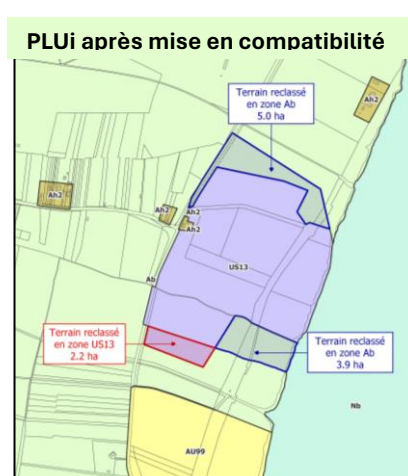 PLUi après mise en compatibilité
Terrain reclassé
en zone Ab
5.0 ha
Ah2
Ah2
Ah2
Ah2
US13
Ab
Terrain reclassé
en zone US13
2.2 ha
Terrain reclassé
en zone Ab
3.9 ha
Nb
AU99